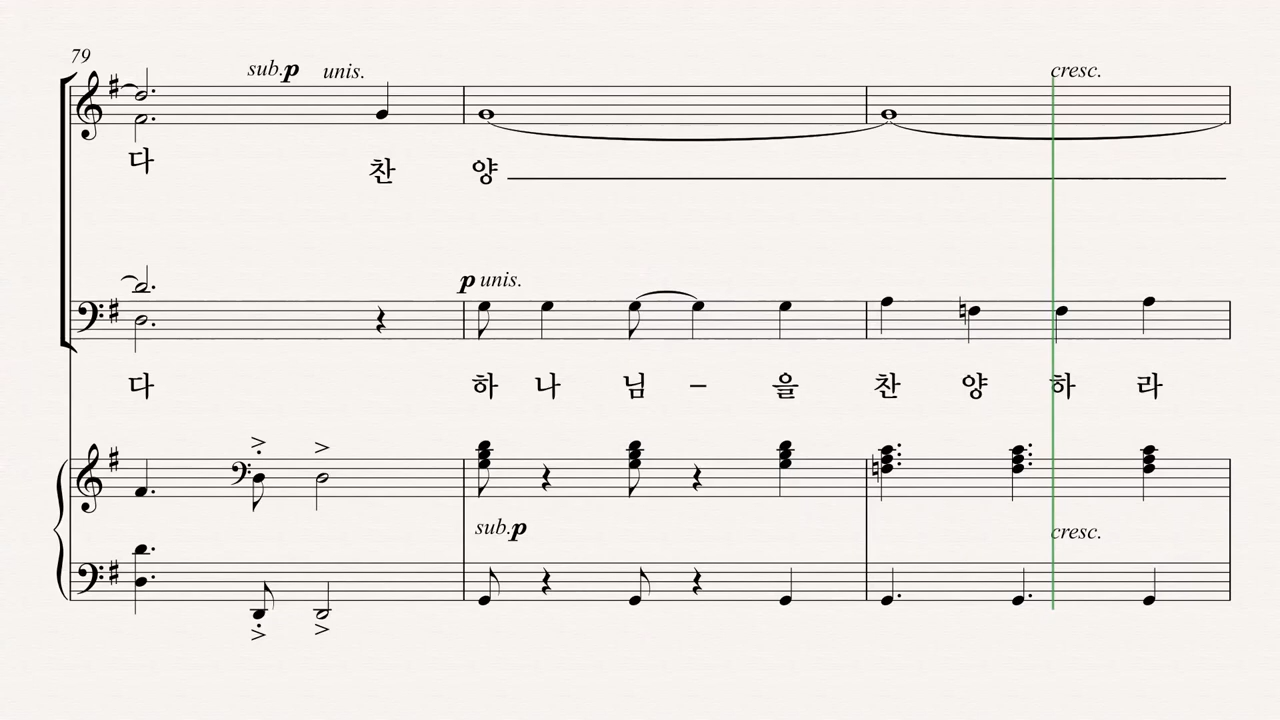 79
sub.p unis. cresc.
다 찬 양
p unis.
다 하 나 님 – 을 찬 양 하 라
sub.p cresc.